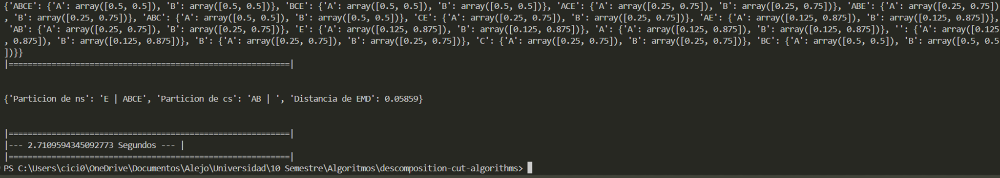 {'ABCE': {'A': array([0.5, 0.5]), 'B': array([0.5, 0.5])}, 'BCE': {'A': array([0.5, 0.5]), 'B': array([0.5, 0.5])}, 'ACE': {'A': array([0.25, 0.75]), 'B': array([0.25, 0.75])}, 'ABE': {'A': array([0.25, 0.75])
, 'B': array([0.25, 0.75])}, 'ABC': {'A': array([0.5, 0.5]), 'B': array([0.5, 0.5])}, 'CE': {'A': array([0.25, 0.75]), 'B': array([0.25, 0.75])}, 'AE': {'A': array([0.125, 0.875]), 'B': array([0.125, 0.875])},
'AB': {'A': array([0.25, 0.75]), 'B': array([0.25, 0.75])}, 'E': {'A': array([0.125, 0.875]), 'B': array([0.125, 0.875])}, 'A': {'A': array([0.125, 0.875]), 'B': array([0.125, 0.875])}, '': {'A': array([0.125
, 0.875]), 'B': array([0.125, 0.875])}, 'B': {'A': array([0.25, 0.75]), 'B': array([0.25, 0.75])}, 'C': {'A': array([0.25, 0.75]), 'B': array([0.25, 0.75])}, 'BC': {'A': array([0.5, 0.5]), 'B': array([0.5, 0.5
])}}
|===========================================================|
{'Particion de ns': 'E | ABCE', 'Particion de cs': 'AB | ', 'Distancia de EMD': 0.05859}
|===========================================================|
|--- 2.7109594345092773 Segundos --- |
|===========================================================|
PS C:\Users\cici0\OneDrive\Documentos\Alejo\Universidad\10 Semestre\Algoritmos\descomposition-cut-algorithms>